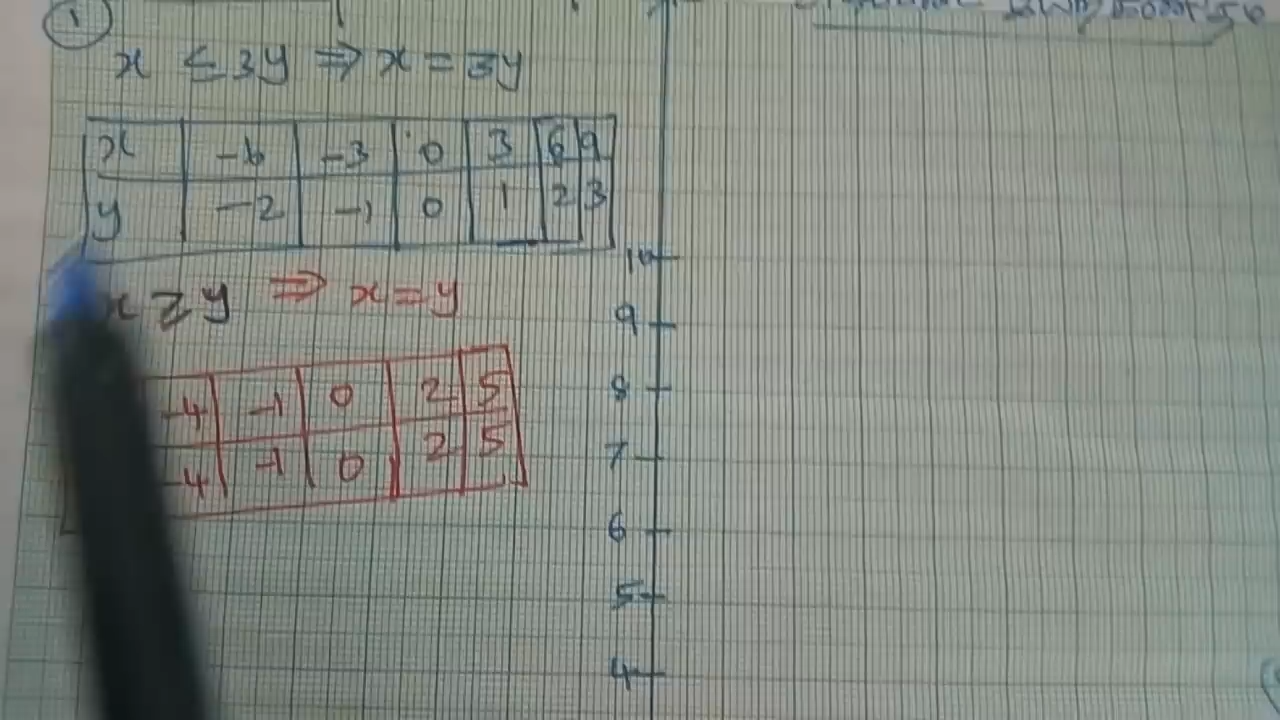 1
x ≤ 3y ⇒ x = 3y
x -6 -3 0 3 6 9
y -2 -1 0 1 2 3
x ≥ y ⇒ x = y
-4 -1 0 2 5
-4 -1 0 2 5
10
9
8
7
6
5
4